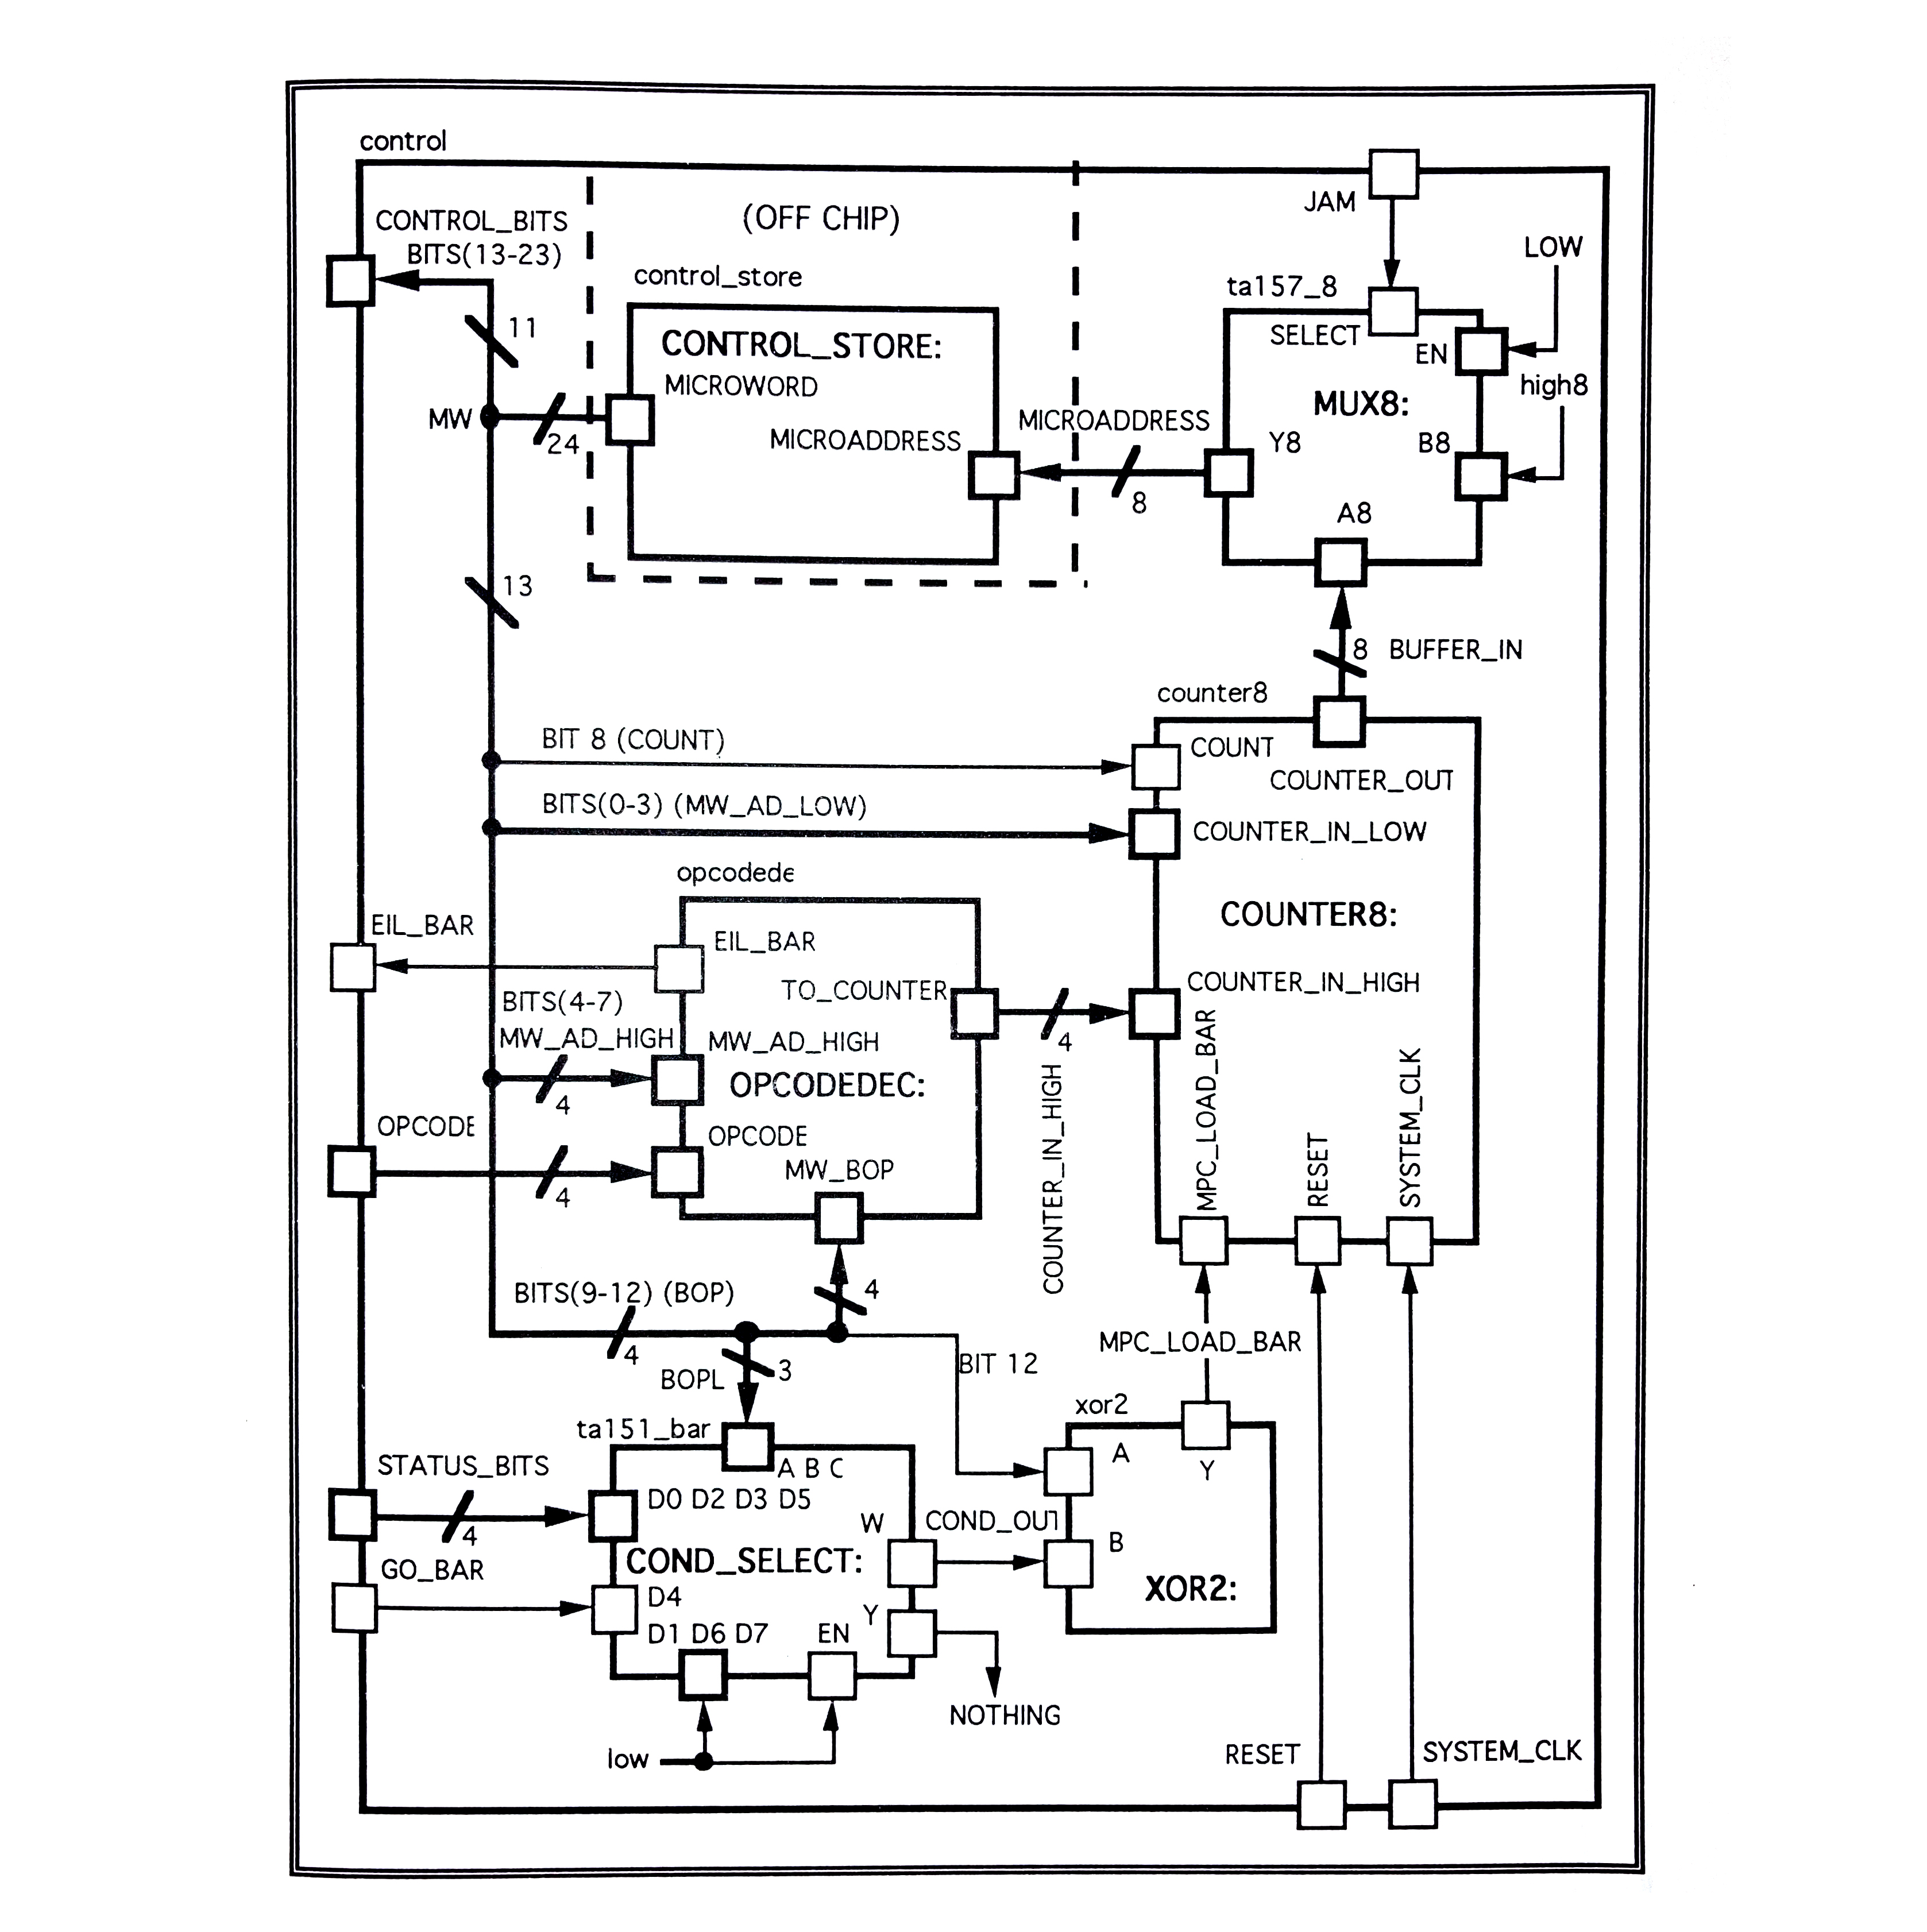 control
CONTROL_BITS
BITS(13-23)
11
MW
24
13
(OFF CHIP)
control_store
CONTROL_STORE:
MICROWORD
MICROADDRESS
MICROADDRESS
8
JAM
LOW
ta157_8
SELECT
EN
high8
MUX8:
Y8
B8
A8
8
BUFFER_IN
counter8
BIT 8 (COUNT)
COUNT
COUNTER_OUT
BITS(0-3) (MW_AD_LOW)
COUNTER_IN_LOW
opcodede
COUNTER8:
EIL_BAR
EIL_BAR
TO_COUNTER
COUNTER_IN_HIGH
BITS(4-7)
MW_AD_HIGH
MW_AD_HIGH
4
OPCODEDEC:
4
OPCODE
OPCODE
MW_BOP
4
COUNTER_IN_HIGH
MPC_LOAD_BAR
RESET
SYSTEM_CLK
BITS(9-12) (BOP)
4
4
BOPL
3
BIT 12
MPC_LOAD_BAR
ta151_bar
A B C
xor2
A
Y
STATUS_BITS
4
D0 D2 D3 D5
W
COND_OUT
B
COND_SELECT:
XOR2:
GO_BAR
D4
D1 D6 D7
EN
Y
NOTHING
low
RESET
SYSTEM_CLK